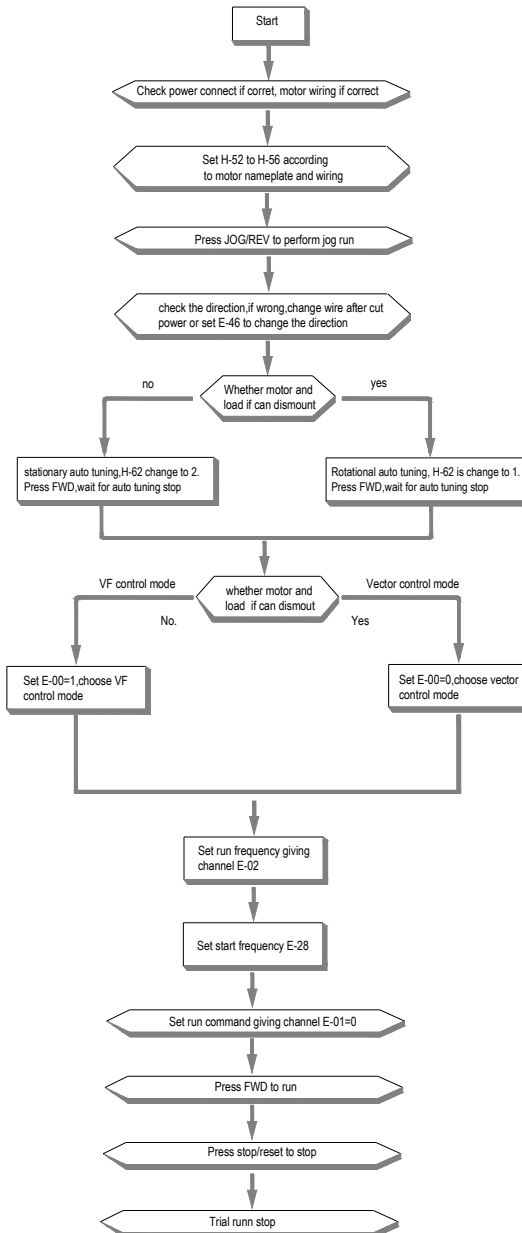 Start
Check power connect if corret, motor wiring if correct
Set H-52 to H-56 according
to motor nameplate and wiring
Press JOG/REV to perform jog run
check the direction,if wrong,change wire after cut
power or set E-46 to change the direction
no
Whether motor and
load if can dismount
yes
stationary auto tuning,H-62 change to 2.
Press FWD,wait for auto tuning stop
Rotational auto tuning, H-62 is change to 1.
Press FWD,wait for auto tuning stop
VF control mode
whether motor and
load if can dismout
Vector control mode
No.
Yes
Set E-00=1,choose VF
control mode
Set E-00=0,choose vector
control mode
Set run frequency giving
channel E-02
Set start frequency E-28
Set run command giving channel E-01=0
Press FWD to run
Press stop/reset to stop
Trial runn stop